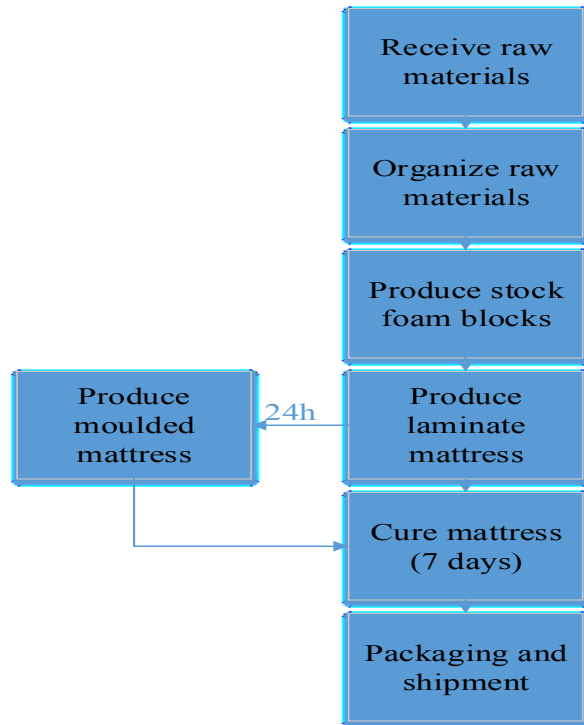 Receive raw
materials
Organize raw
materials
Produce stock
foam blocks
Produce
moulded
mattress
24h
Produce
laminate
mattress
Cure mattress
(7 days)
Packaging and
shipment